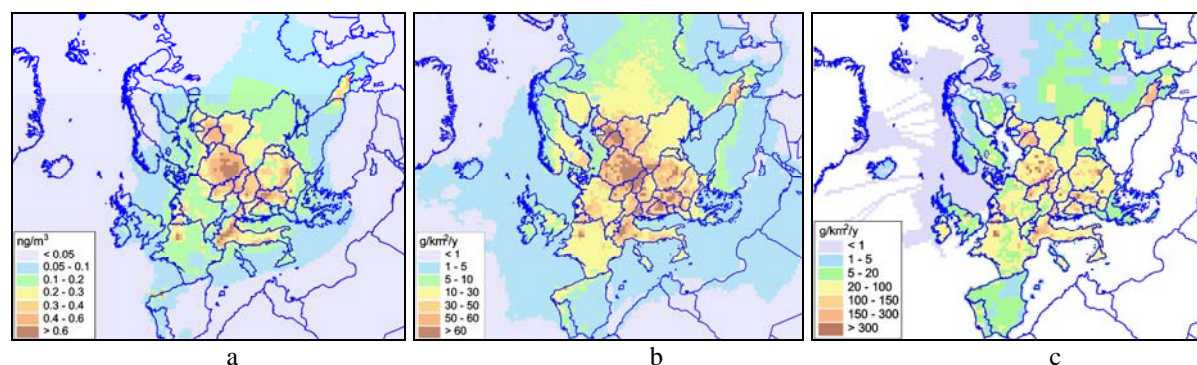 ng/m³
< 0.05
0.05 - 0.1
0.1 - 0.2
0.2 - 0.3
0.3 - 0.4
0.4 - 0.6
> 0.6
a
g/km²/y
< 1
1 - 5
5 - 10
10 - 30
30 - 50
50 - 60
> 60
b
g/km²/y
< 1
1 - 5
5 - 20
20 - 100
100 - 150
150 - 300
> 300
c